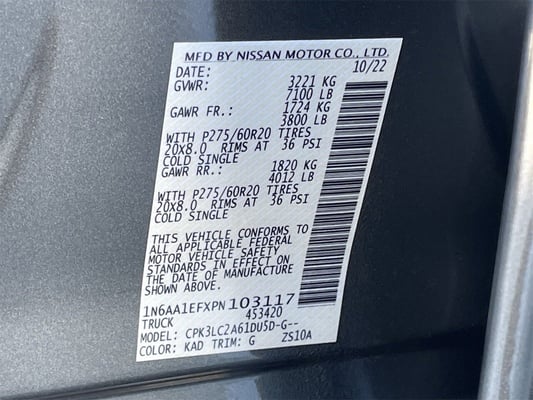 MFD BY NISSAN MOTOR CO., LTD.
DATE: 10/22
GVWR: 3221 KG
7100 LB
GAWR FR.: 1724 KG
3800 LB
WITH P275/60R20 TIRES
20x8.0 RIMS AT 36 PSI
COLD SINGLE
GAWR RR.: 1820 KG
4012 LB
WITH P275/60R20 TIRES
20x8.0 RIMS AT 36 PSI
COLD SINGLE
THIS VEHICLE CONFORMS TO
ALL APPLICABLE FEDERAL
MOTOR VEHICLE SAFETY
STANDARDS IN EFFECT ON
THE DATE OF MANUFACTURE
SHOWN ABOVE.
1N6AA1EFXPN103117
TRUCK 453420
MODEL: CPK3LC2A61DU5D-G--
COLOR: KAD TRIM: G ZS10A